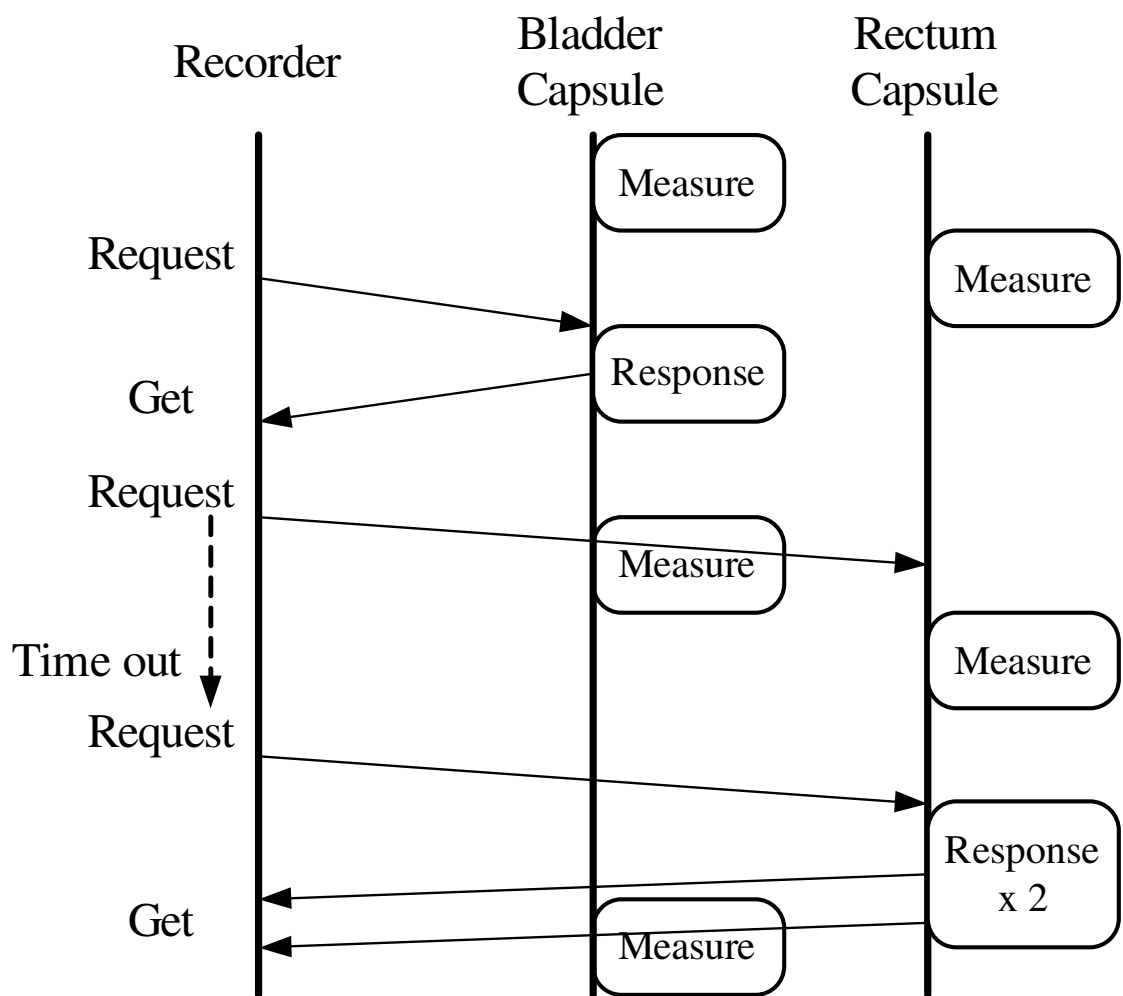 Recorder
Bladder
Capsule
Rectum
Capsule
Measure
Request
Measure
Response
Get
Request
Measure
Time out
Measure
Request
Response
x 2
Get
Measure